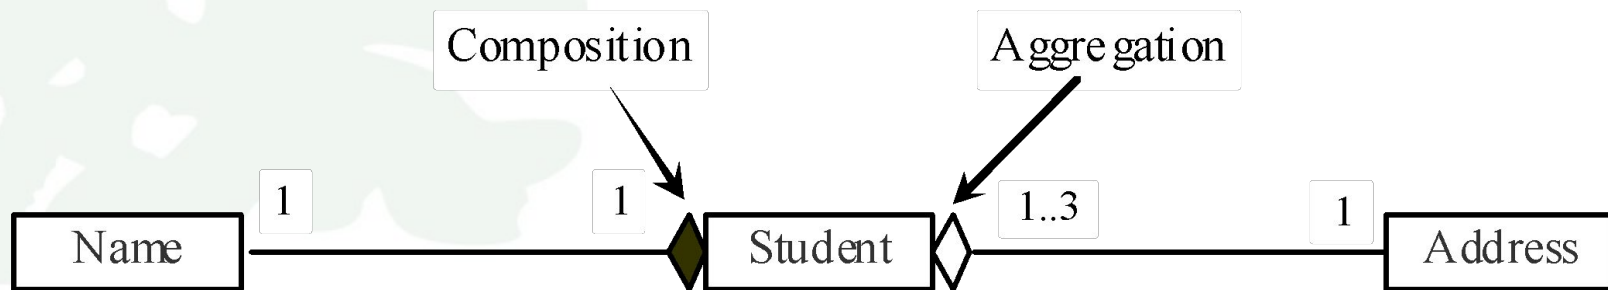 Composition
Aggregation
1
1
1..3
1
Name
Student
Address